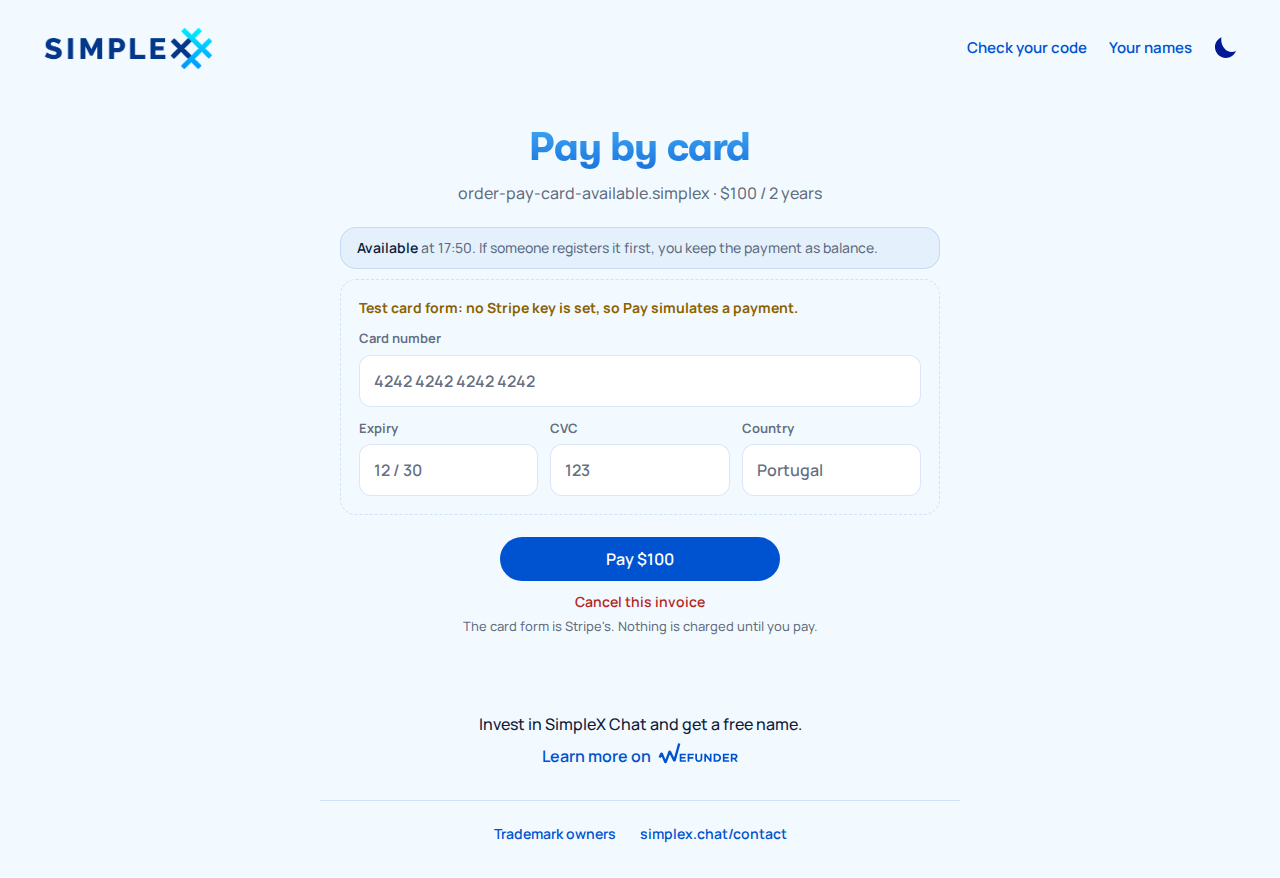 SIMPLEX
Check your code
Your names
Pay by card
order-pay-card-available.simplex · $100 / 2 years
Available at 17:50. If someone registers it first, you keep the payment as balance.
Test card form: no Stripe key is set, so Pay simulates a payment.
Card number
4242 4242 4242 4242
Expiry
CVC
Country
12 / 30
123
Portugal
Pay $100
Cancel this invoice
The card form is Stripe's. Nothing is charged until you pay.
Invest in SimpleX Chat and get a free name.
Learn more on WEFUNDER
Trademark owners
simplex.chat/contact